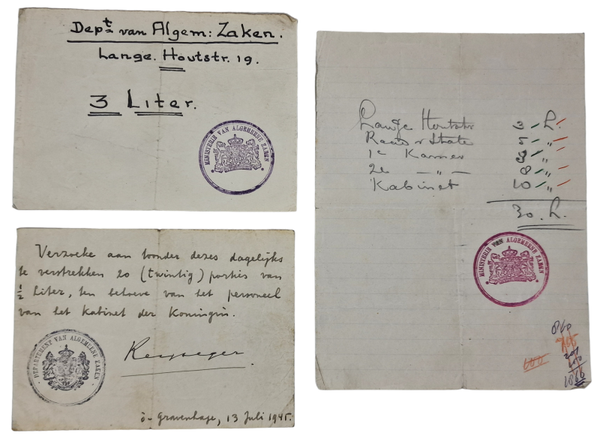 Dept van Algem: Zaken.
Lange. Houtstr. 19.
3 Liter.
MINISTERIE VAN ALGEMEENE ZAKEN
Verzoeke aan toonder dezes dagelijks
te verstrekken 20 (twintig) porties van
½ liter, ten behoeve van het personeel
van het Kabinet der Koningin.
DEPARTEMENT VAN ALGEMEENE ZAKEN
's-Gravenhage, 13 Juli 1945.
Lange Houtstr 3 L.
Raad v State 5 "
1e Kamer "
2e — " — 8 "
Kabinet 10 "
30. L.
MINISTERIE VAN ALGEMEENE ZAKEN
860